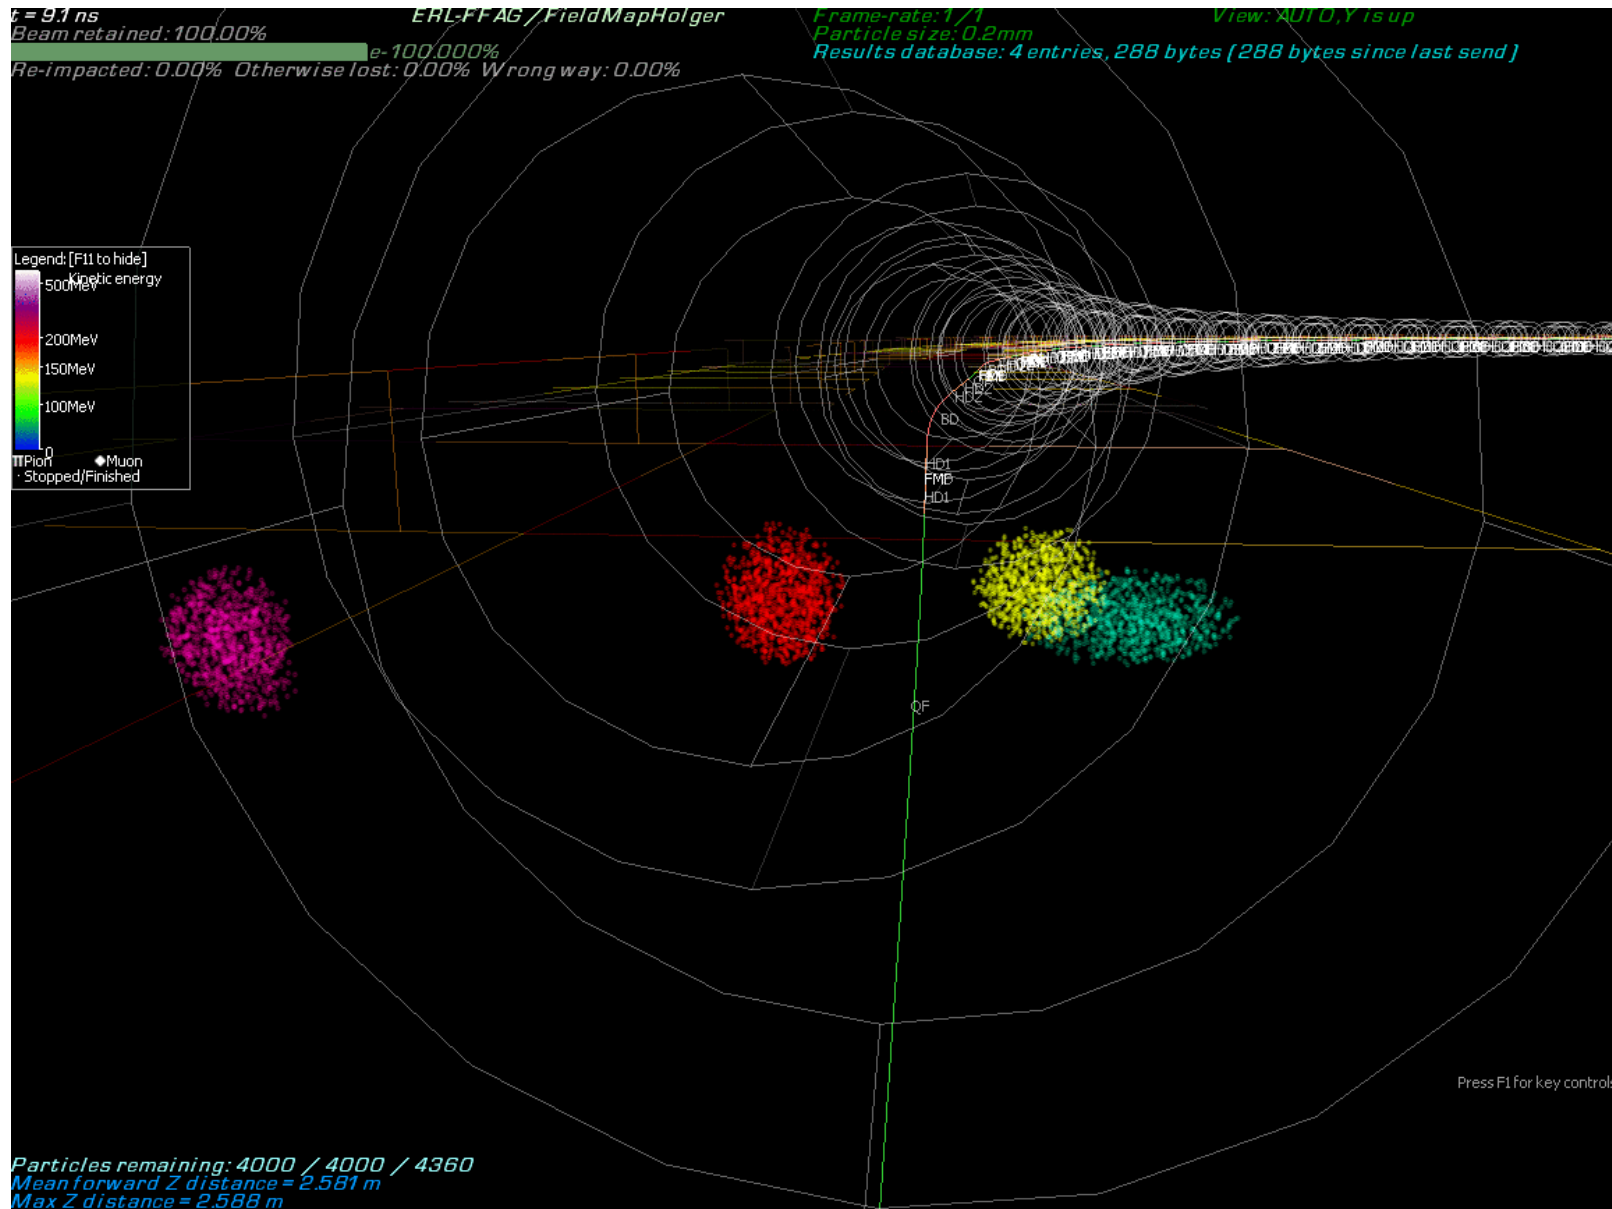 t = 9.1 ns
ERL-FFAG / FieldMapHolger
Frame-rate: 1 / 1
View: AUTO, Y is up
Beam retained: 100.00%
Particle size: 0.2mm
e- 100.000%
Results database: 4 entries, 288 bytes [288 bytes since last send]
Re-impacted: 0.00% Otherwise lost: 0.00% Wrong way: 0.00%
Legend: [F11 to hide]
Kinetic energy
500MeV
200MeV
150MeV
100MeV
0
πPion ◆Muon
· Stopped/Finished
HD2
BD
HD1
FMD
HD1
QF
Press F1 for key controls
Particles remaining: 4000 / 4000 / 4360
Mean forward Z distance = 2.581 m
Max Z distance = 2.588 m